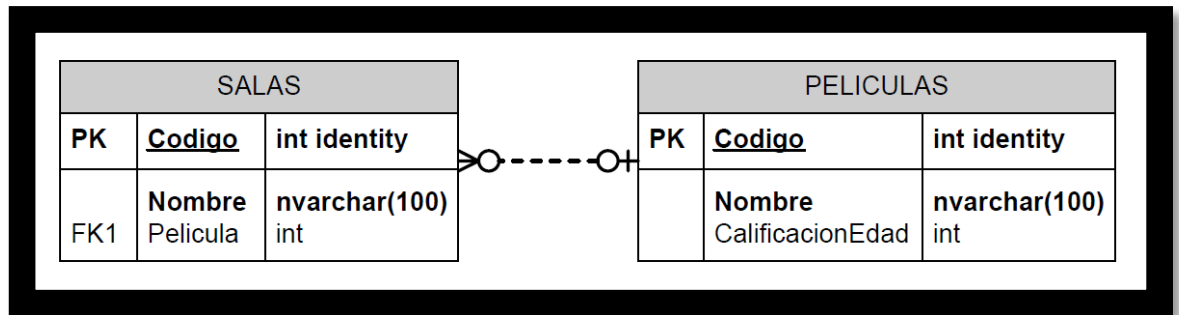 SALAS
PK Codigo int identity
Nombre nvarchar(100)
FK1 Pelicula int
PELICULAS
PK Codigo int identity
Nombre nvarchar(100)
CalificacionEdad int